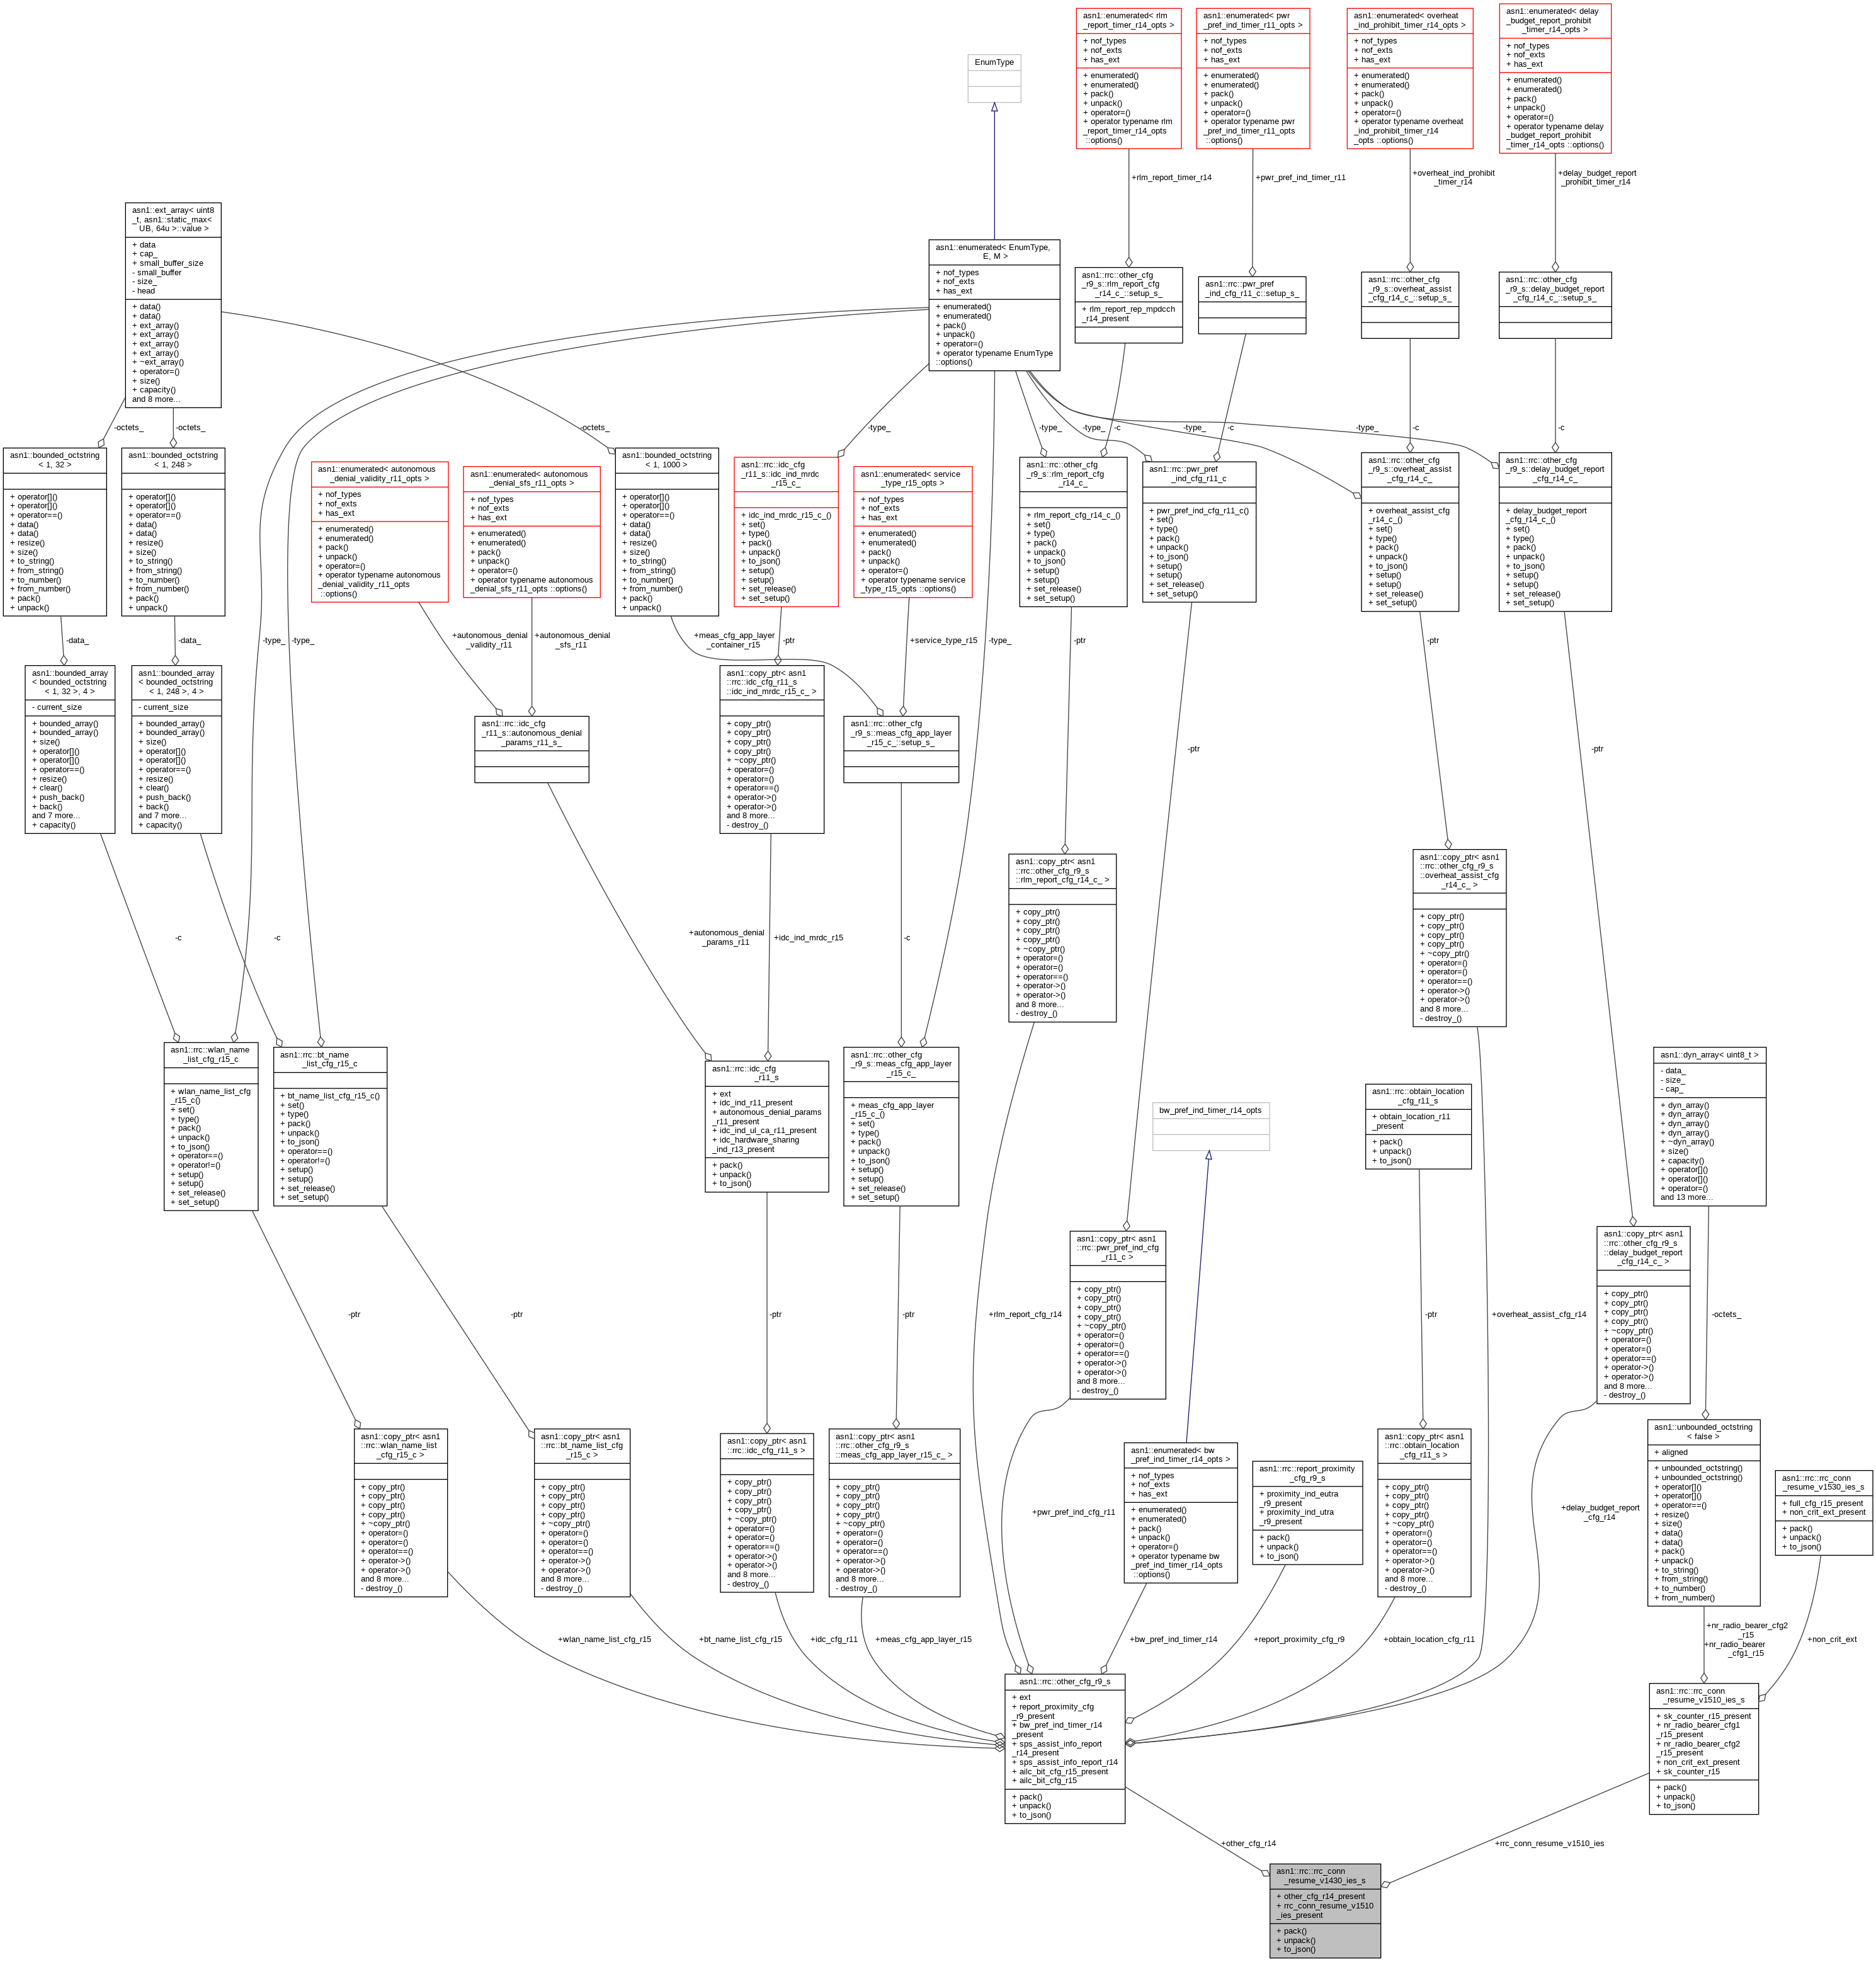 asn1::enumerated< rlm
_report_timer_r14_opts >
+ nof_types
+ nof_exts
+ has_ext
+ enumerated()
+ enumerated()
+ pack()
+ unpack()
+ operator=()
+ operator typename rlm
_report_timer_r14_opts
::options()
asn1::enumerated< pwr
_pref_ind_timer_r11_opts >
+ nof_types
+ nof_exts
+ has_ext
+ enumerated()
+ enumerated()
+ pack()
+ unpack()
+ operator=()
+ operator typename pwr
_pref_ind_timer_r11_opts
::options()
asn1::enumerated< overheat
_ind_prohibit_timer_r14_opts >
+ nof_types
+ nof_exts
+ has_ext
+ enumerated()
+ enumerated()
+ pack()
+ unpack()
+ operator=()
+ operator typename overheat
_ind_prohibit_timer_r14
_opts ::options()
asn1::enumerated< delay
_budget_report_prohibit
_timer_r14_opts >
+ nof_types
+ nof_exts
+ has_ext
+ enumerated()
+ enumerated()
+ pack()
+ unpack()
+ operator=()
+ operator typename delay
_budget_report_prohibit
_timer_r14_opts ::options()
EnumType
+rlm_report_timer_r14
+pwr_pref_ind_timer_r11
+overheat_ind_prohibit
_timer_r14
+delay_budget_report
_prohibit_timer_r14
asn1::ext_array< uint8
_t, asn1::static_max<
UB, 64u >::value >
+ data
+ cap_
+ small_buffer_size
- small_buffer
- size_
- head
+ data()
+ data()
+ ext_array()
+ ext_array()
+ ext_array()
+ ext_array()
+ ~ext_array()
+ operator=()
+ size()
+ capacity()
and 8 more...
asn1::enumerated< EnumType,
E, M >
+ nof_types
+ nof_exts
+ has_ext
+ enumerated()
+ enumerated()
+ pack()
+ unpack()
+ operator=()
+ operator typename EnumType
::options()
asn1::rrc::other_cfg
_r9_s::rlm_report_cfg
_r14_c_::setup_s_
+ rlm_report_rep_mpdcch
_r14_present
asn1::rrc::pwr_pref
_ind_cfg_r11_c::setup_s_
asn1::rrc::other_cfg
_r9_s::overheat_assist
_cfg_r14_c_::setup_s_
asn1::rrc::other_cfg
_r9_s::delay_budget_report
_cfg_r14_c_::setup_s_
-octets_
-octets_
-octets_
-type_
-type_
-c
-type_
-c
-type_
-c
-type_
-c
asn1::bounded_octstring
< 1, 32 >
+ operator[]()
+ operator[]()
+ operator==()
+ data()
+ data()
+ resize()
+ size()
+ to_string()
+ from_string()
+ to_number()
+ from_number()
+ pack()
+ unpack()
asn1::bounded_octstring
< 1, 248 >
+ operator[]()
+ operator[]()
+ operator==()
+ data()
+ data()
+ resize()
+ size()
+ to_string()
+ from_string()
+ to_number()
+ from_number()
+ pack()
+ unpack()
asn1::enumerated< autonomous
_denial_validity_r11_opts >
+ nof_types
+ nof_exts
+ has_ext
+ enumerated()
+ enumerated()
+ pack()
+ unpack()
+ operator=()
+ operator typename autonomous
_denial_validity_r11_opts
::options()
asn1::enumerated< autonomous
_denial_sfs_r11_opts >
+ nof_types
+ nof_exts
+ has_ext
+ enumerated()
+ enumerated()
+ pack()
+ unpack()
+ operator=()
+ operator typename autonomous
_denial_sfs_r11_opts ::options()
asn1::bounded_octstring
< 1, 1000 >
+ operator[]()
+ operator[]()
+ operator==()
+ data()
+ data()
+ resize()
+ size()
+ to_string()
+ from_string()
+ to_number()
+ from_number()
+ pack()
+ unpack()
asn1::rrc::idc_cfg
_r11_s::idc_ind_mrdc
_r15_c_
+ idc_ind_mrdc_r15_c_()
+ set()
+ type()
+ pack()
+ unpack()
+ to_json()
+ setup()
+ setup()
+ set_release()
+ set_setup()
asn1::enumerated< service
_type_r15_opts >
+ nof_types
+ nof_exts
+ has_ext
+ enumerated()
+ enumerated()
+ pack()
+ unpack()
+ operator=()
+ operator typename service
_type_r15_opts ::options()
asn1::rrc::other_cfg
_r9_s::rlm_report_cfg
_r14_c_
+ rlm_report_cfg_r14_c_()
+ set()
+ type()
+ pack()
+ unpack()
+ to_json()
+ setup()
+ setup()
+ set_release()
+ set_setup()
asn1::rrc::pwr_pref
_ind_cfg_r11_c
+ pwr_pref_ind_cfg_r11_c()
+ set()
+ type()
+ pack()
+ unpack()
+ to_json()
+ setup()
+ setup()
+ set_release()
+ set_setup()
asn1::rrc::other_cfg
_r9_s::overheat_assist
_cfg_r14_c_
+ overheat_assist_cfg
_r14_c_()
+ set()
+ type()
+ pack()
+ unpack()
+ to_json()
+ setup()
+ setup()
+ set_release()
+ set_setup()
asn1::rrc::other_cfg
_r9_s::delay_budget_report
_cfg_r14_c_
+ delay_budget_report
_cfg_r14_c_()
+ set()
+ type()
+ pack()
+ unpack()
+ to_json()
+ setup()
+ setup()
+ set_release()
+ set_setup()
-data_
-data_
-type_
-type_
+autonomous_denial
_validity_r11
+autonomous_denial
_sfs_r11
+meas_cfg_app_layer
_container_r15
-ptr
+service_type_r15
-type_
-ptr
-ptr
-ptr
-ptr
asn1::bounded_array
< bounded_octstring
< 1, 32 >, 4 >
- current_size
+ bounded_array()
+ bounded_array()
+ size()
+ operator[]()
+ operator[]()
+ operator==()
+ resize()
+ clear()
+ push_back()
+ back()
and 7 more...
+ capacity()
asn1::bounded_array
< bounded_octstring
< 1, 248 >, 4 >
- current_size
+ bounded_array()
+ bounded_array()
+ size()
+ operator[]()
+ operator[]()
+ operator==()
+ resize()
+ clear()
+ push_back()
+ back()
and 7 more...
+ capacity()
asn1::rrc::idc_cfg
_r11_s::autonomous_denial
_params_r11_s_
asn1::copy_ptr< asn1
::rrc::idc_cfg_r11_s
::idc_ind_mrdc_r15_c_ >
+ copy_ptr()
+ copy_ptr()
+ copy_ptr()
+ copy_ptr()
+ ~copy_ptr()
+ operator=()
+ operator=()
+ operator==()
+ operator->()
+ operator->()
and 8 more...
- destroy_()
asn1::rrc::other_cfg
_r9_s::meas_cfg_app_layer
_r15_c_::setup_s_
asn1::copy_ptr< asn1
::rrc::other_cfg_r9_s
::rlm_report_cfg_r14_c_ >
+ copy_ptr()
+ copy_ptr()
+ copy_ptr()
+ copy_ptr()
+ ~copy_ptr()
+ operator=()
+ operator=()
+ operator==()
+ operator->()
+ operator->()
and 8 more...
- destroy_()
asn1::copy_ptr< asn1
::rrc::other_cfg_r9_s
::overheat_assist_cfg
_r14_c_ >
+ copy_ptr()
+ copy_ptr()
+ copy_ptr()
+ copy_ptr()
+ ~copy_ptr()
+ operator=()
+ operator=()
+ operator==()
+ operator->()
+ operator->()
and 8 more...
- destroy_()
-c
-c
+autonomous_denial
_params_r11
+idc_ind_mrdc_r15
-c
asn1::rrc::wlan_name
_list_cfg_r15_c
+ wlan_name_list_cfg
_r15_c()
+ set()
+ type()
+ pack()
+ unpack()
+ to_json()
+ operator==()
+ operator!=()
+ setup()
+ setup()
+ set_release()
+ set_setup()
asn1::rrc::bt_name
_list_cfg_r15_c
+ bt_name_list_cfg_r15_c()
+ set()
+ type()
+ pack()
+ unpack()
+ to_json()
+ operator==()
+ operator!=()
+ setup()
+ setup()
+ set_release()
+ set_setup()
asn1::rrc::idc_cfg
_r11_s
+ ext
+ idc_ind_r11_present
+ autonomous_denial_params
_r11_present
+ idc_ind_ul_ca_r11_present
+ idc_hardware_sharing
_ind_r13_present
+ pack()
+ unpack()
+ to_json()
asn1::rrc::other_cfg
_r9_s::meas_cfg_app_layer
_r15_c_
+ meas_cfg_app_layer
_r15_c_()
+ set()
+ type()
+ pack()
+ unpack()
+ to_json()
+ setup()
+ setup()
+ set_release()
+ set_setup()
bw_pref_ind_timer_r14_opts
asn1::rrc::obtain_location
_cfg_r11_s
+ obtain_location_r11
_present
+ pack()
+ unpack()
+ to_json()
asn1::dyn_array< uint8_t >
- data_
- size_
- cap_
+ dyn_array()
+ dyn_array()
+ dyn_array()
+ dyn_array()
+ ~dyn_array()
+ size()
+ capacity()
+ operator[]()
+ operator[]()
+ operator=()
and 13 more...
asn1::copy_ptr< asn1
::rrc::pwr_pref_ind_cfg
_r11_c >
+ copy_ptr()
+ copy_ptr()
+ copy_ptr()
+ copy_ptr()
+ ~copy_ptr()
+ operator=()
+ operator=()
+ operator==()
+ operator->()
+ operator->()
and 8 more...
- destroy_()
asn1::copy_ptr< asn1
::rrc::other_cfg_r9_s
::delay_budget_report
_cfg_r14_c_ >
+ copy_ptr()
+ copy_ptr()
+ copy_ptr()
+ copy_ptr()
+ ~copy_ptr()
+ operator=()
+ operator=()
+ operator==()
+ operator->()
+ operator->()
and 8 more...
- destroy_()
-ptr
-ptr
-ptr
-ptr
+rlm_report_cfg_r14
-ptr
+overheat_assist_cfg_r14
-octets_
asn1::copy_ptr< asn1
::rrc::wlan_name_list
_cfg_r15_c >
+ copy_ptr()
+ copy_ptr()
+ copy_ptr()
+ copy_ptr()
+ ~copy_ptr()
+ operator=()
+ operator=()
+ operator==()
+ operator->()
+ operator->()
and 8 more...
- destroy_()
asn1::copy_ptr< asn1
::rrc::bt_name_list_cfg
_r15_c >
+ copy_ptr()
+ copy_ptr()
+ copy_ptr()
+ copy_ptr()
+ ~copy_ptr()
+ operator=()
+ operator=()
+ operator==()
+ operator->()
+ operator->()
and 8 more...
- destroy_()
asn1::copy_ptr< asn1
::rrc::idc_cfg_r11_s >
+ copy_ptr()
+ copy_ptr()
+ copy_ptr()
+ copy_ptr()
+ ~copy_ptr()
+ operator=()
+ operator=()
+ operator==()
+ operator->()
+ operator->()
and 8 more...
- destroy_()
asn1::copy_ptr< asn1
::rrc::other_cfg_r9_s
::meas_cfg_app_layer_r15_c_ >
+ copy_ptr()
+ copy_ptr()
+ copy_ptr()
+ copy_ptr()
+ ~copy_ptr()
+ operator=()
+ operator=()
+ operator==()
+ operator->()
+ operator->()
and 8 more...
- destroy_()
+pwr_pref_ind_cfg_r11
asn1::enumerated< bw
_pref_ind_timer_r14_opts >
+ nof_types
+ nof_exts
+ has_ext
+ enumerated()
+ enumerated()
+ pack()
+ unpack()
+ operator=()
+ operator typename bw
_pref_ind_timer_r14_opts
::options()
asn1::rrc::report_proximity
_cfg_r9_s
+ proximity_ind_eutra
_r9_present
+ proximity_ind_utra
_r9_present
+ pack()
+ unpack()
+ to_json()
asn1::copy_ptr< asn1
::rrc::obtain_location
_cfg_r11_s >
+ copy_ptr()
+ copy_ptr()
+ copy_ptr()
+ copy_ptr()
+ ~copy_ptr()
+ operator=()
+ operator=()
+ operator==()
+ operator->()
+ operator->()
and 8 more...
- destroy_()
+delay_budget_report
_cfg_r14
asn1::unbounded_octstring
< false >
+ aligned
+ unbounded_octstring()
+ unbounded_octstring()
+ operator[]()
+ operator[]()
+ operator==()
+ resize()
+ size()
+ data()
+ data()
+ pack()
+ unpack()
+ to_string()
+ from_string()
+ to_number()
+ from_number()
asn1::rrc::rrc_conn
_resume_v1530_ies_s
+ full_cfg_r15_present
+ non_crit_ext_present
+ pack()
+ unpack()
+ to_json()
+wlan_name_list_cfg_r15
+bt_name_list_cfg_r15
+idc_cfg_r11
+meas_cfg_app_layer_r15
+bw_pref_ind_timer_r14
+report_proximity_cfg_r9
+obtain_location_cfg_r11
+nr_radio_bearer_cfg2
_r15
+nr_radio_bearer
_cfg1_r15
+non_crit_ext
asn1::rrc::other_cfg_r9_s
+ ext
+ report_proximity_cfg
_r9_present
+ bw_pref_ind_timer_r14
_present
+ sps_assist_info_report
_r14_present
+ sps_assist_info_report_r14
+ ailc_bit_cfg_r15_present
+ ailc_bit_cfg_r15
+ pack()
+ unpack()
+ to_json()
asn1::rrc::rrc_conn
_resume_v1510_ies_s
+ sk_counter_r15_present
+ nr_radio_bearer_cfg1
_r15_present
+ nr_radio_bearer_cfg2
_r15_present
+ non_crit_ext_present
+ sk_counter_r15
+ pack()
+ unpack()
+ to_json()
+other_cfg_r14
+rrc_conn_resume_v1510_ies
asn1::rrc::rrc_conn
_resume_v1430_ies_s
+ other_cfg_r14_present
+ rrc_conn_resume_v1510
_ies_present
+ pack()
+ unpack()
+ to_json()